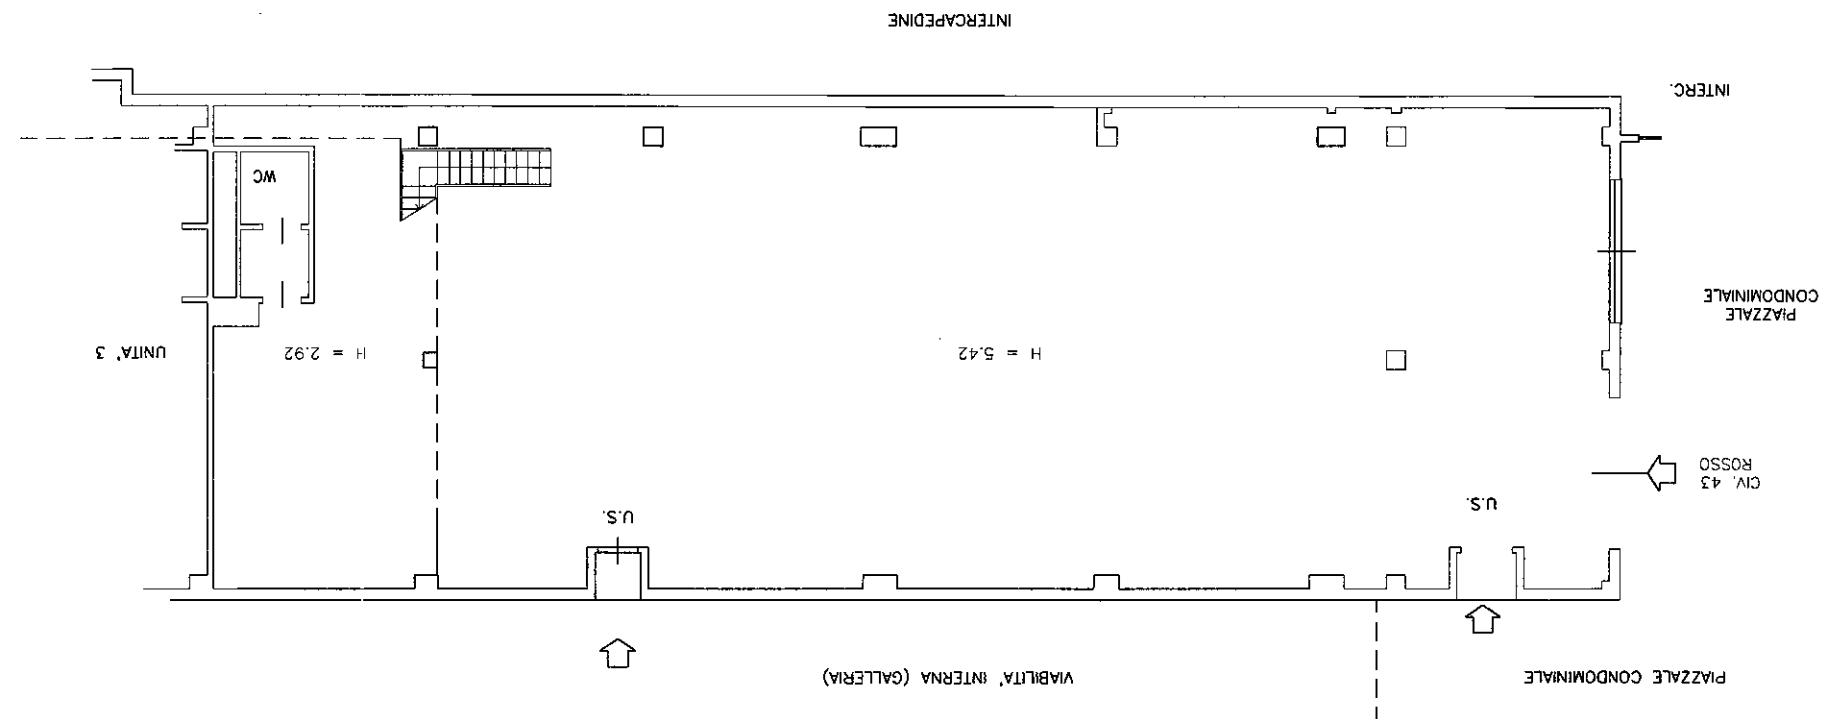 PIAZZALE CONDOMINIALE
VIABILITA' INTERNA (GALLERIA)
CIV. 43
ROSSO
U.S.
U.S.
H = 5.42
H = 2.92
UNITA' 3
PIAZZALE
CONDOMINIALE
WC
INTERC.
INTERCAPEDINE